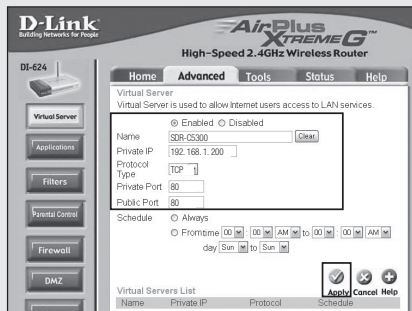 D-Link
Building Networks for People
AirPlus
XTREME G™
High-Speed 2.4GHz Wireless Router
DI-624
Home Advanced Tools Status Help
Virtual Server
Virtual Server is used to allow Internet users access to LAN services.
Enabled Disabled
Name SDR-C5300 Clear
Private IP 192.168.1.200
Protocol Type TCP
Private Port 80
Public Port 80
Schedule Always
From time 00 : 00 AM to 00 : 00 AM
day Sun to Sun
Apply Cancel Help
Virtual Servers List
Name Private IP Protocol Schedule
Virtual Server
Applications
Filters
Parental Control
Firewall
DMZ